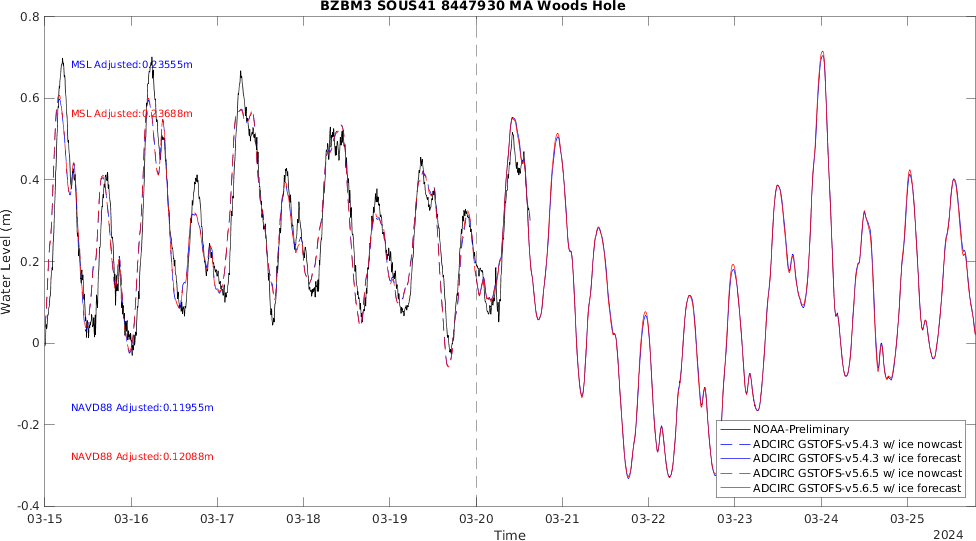 BZBM3 SOUS41 8447930 MA Woods Hole
0.8
0.6
0.4
0.2
0
-0.2
-0.4
Water Level (m)
MSL Adjusted:0.23555m
MSL Adjusted:0.23688m
NAVD88 Adjusted:0.11955m
NAVD88 Adjusted:0.12088m
NOAA-Preliminary
ADCIRC GSTOFS-v5.4.3 w/ ice nowcast
ADCIRC GSTOFS-v5.4.3 w/ ice forecast
ADCIRC GSTOFS-v5.6.5 w/ ice nowcast
ADCIRC GSTOFS-v5.6.5 w/ ice forecast
03-15 03-16 03-17 03-18 03-19 03-20 03-21 03-22 03-23 03-24 03-25
Time
2024